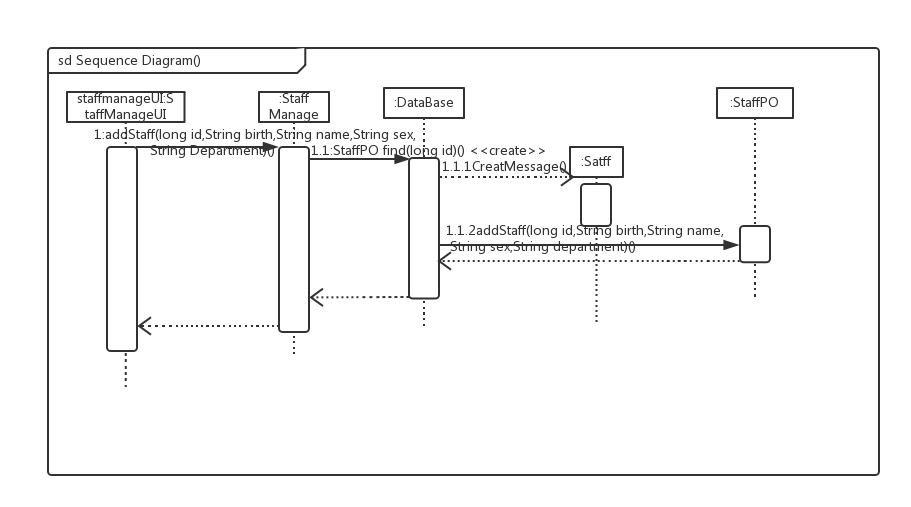 sd Sequence Diagram()
staffmanageUI:S
taffManageUI
:Staff
Manage
:DataBase
:StaffPO
1:addStaff(long id,String birth,String name,String sex,
String Department)()
1.1:StaffPO find(long id)()
<<create>>
1.1.1CreatMessage()
:Satff
1.1.2addStaff(long id,String birth,String name,
String sex,String department)()